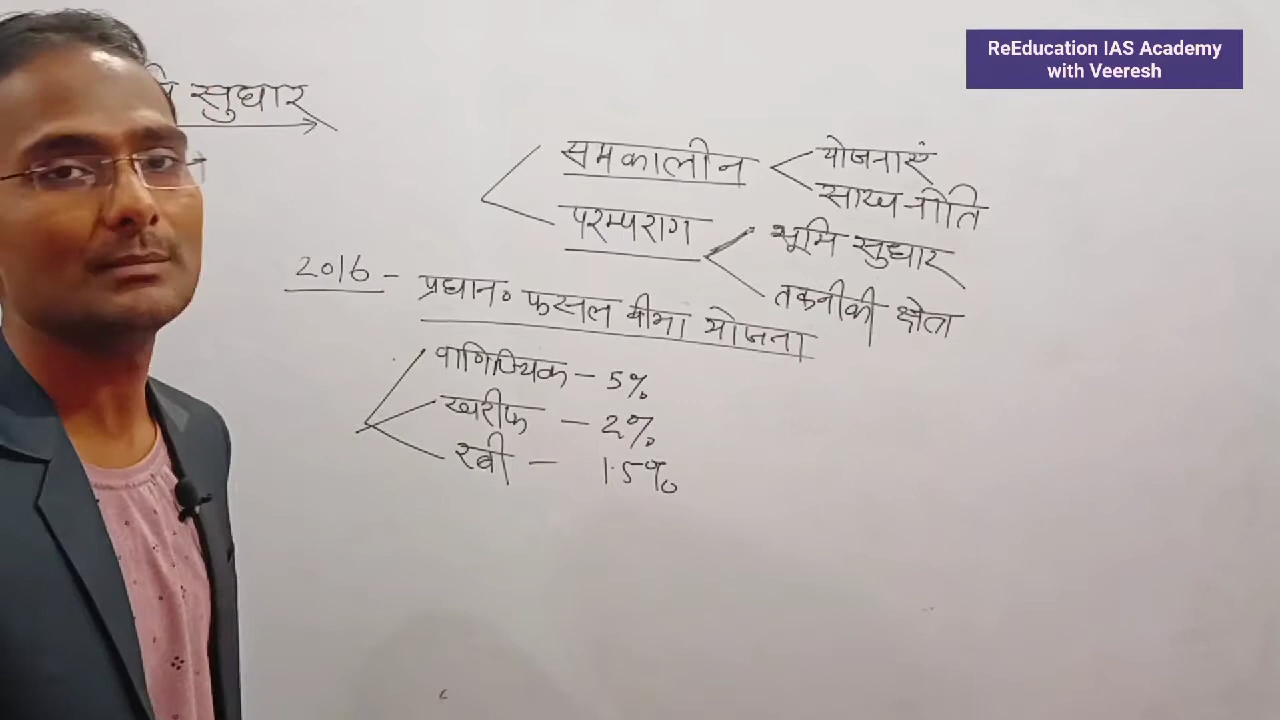 ReEducation IAS Academy
with Veeresh
सुधार
समकालीन
योजनाएं
साख नीति
परम्पराग
भूमि सुधार
तकनीकी क्षेता
2016 - प्रधान॰ फसल बीमा योजना
वाणिज्यिक - 5%
खरीफ - 2%
रबी - 1.5%